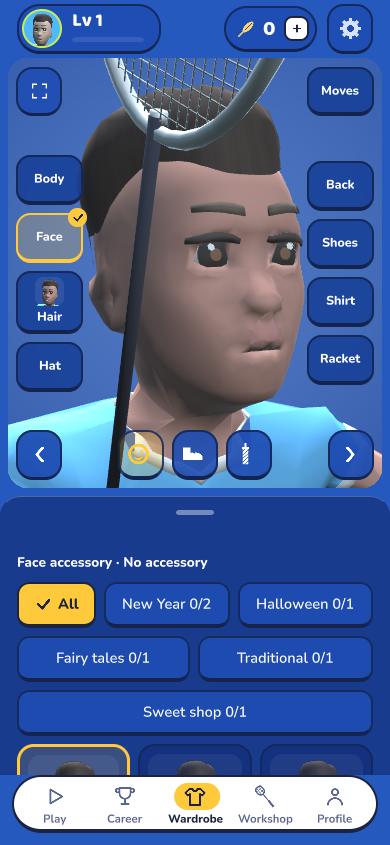 Lv 1
0
+
Moves
Body
Back
Face
Shoes
Hair
Shirt
Hat
Racket
Face accessory · No accessory
All
New Year 0/2
Halloween 0/1
Fairy tales 0/1
Traditional 0/1
Sweet shop 0/1
Play
Career
Wardrobe
Workshop
Profile